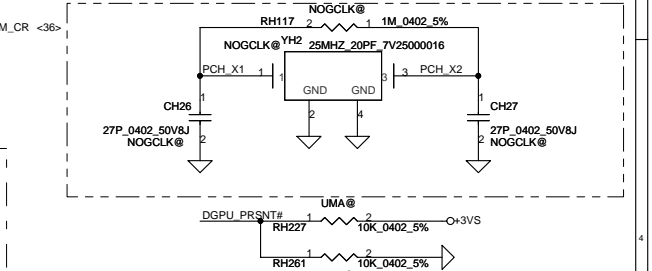 NOGCLK@
M_CR <36>
RH117 2 1 1M_0402_5%
NOGCLK@ YH2 25MHZ_20PF_7V25000016
PCH_X1 1 1 3 3 PCH_X2
GND GND
1 1
CH26 CH27
2 4
27P_0402_50V8J 2 2 27P_0402_50V8J
NOGCLK@ NOGCLK@
UMA@
DGPU_PRSNT# 1 2 +3VS
RH227 10K_0402_5%
4
1 2
RH261 10K_0402_5%